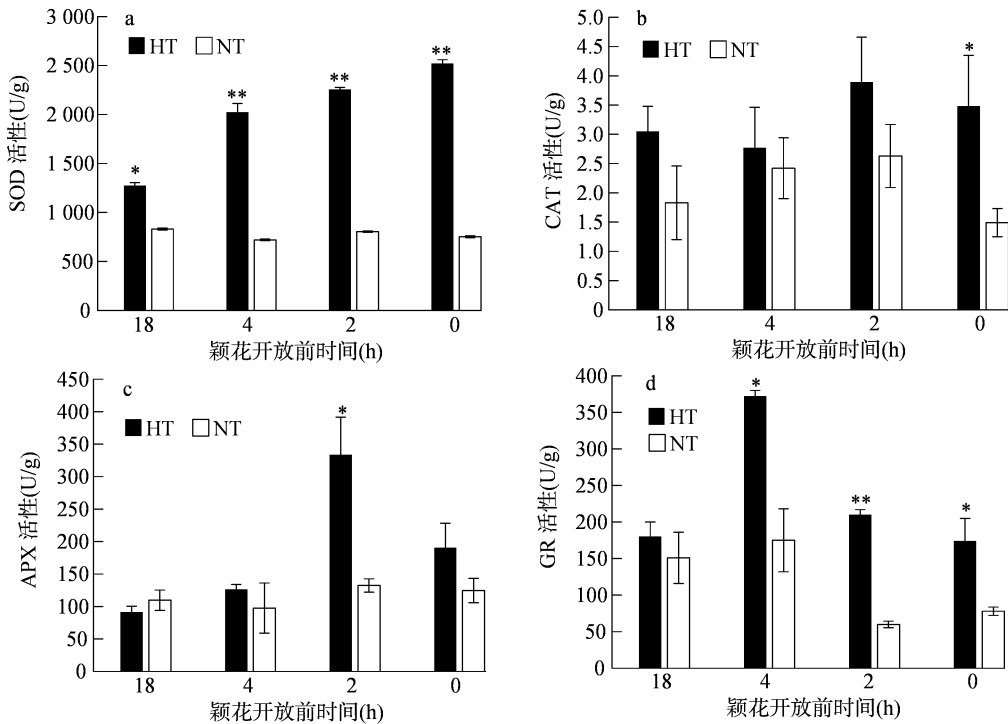 a
HT NT
SOD 活性(U/g)
3 000
2 500
2 000
1 500
1 000
500
0
*
**
**
**
18 4 2 0
颖花开放前时间(h)
b
HT NT
CAT 活性(U/g)
5.0
4.5
4.0
3.5
3.0
2.5
2.0
1.5
1.0
0.5
0
*
18 4 2 0
颖花开放前时间(h)
c
HT NT
APX 活性(U/g)
450
400
350
300
250
200
150
100
50
0
*
18 4 2 0
颖花开放前时间(h)
d
HT
NT
GR 活性(U/g)
400
350
300
250
200
150
100
50
0
*
**
*
18 4 2 0
颖花开放前时间(h)